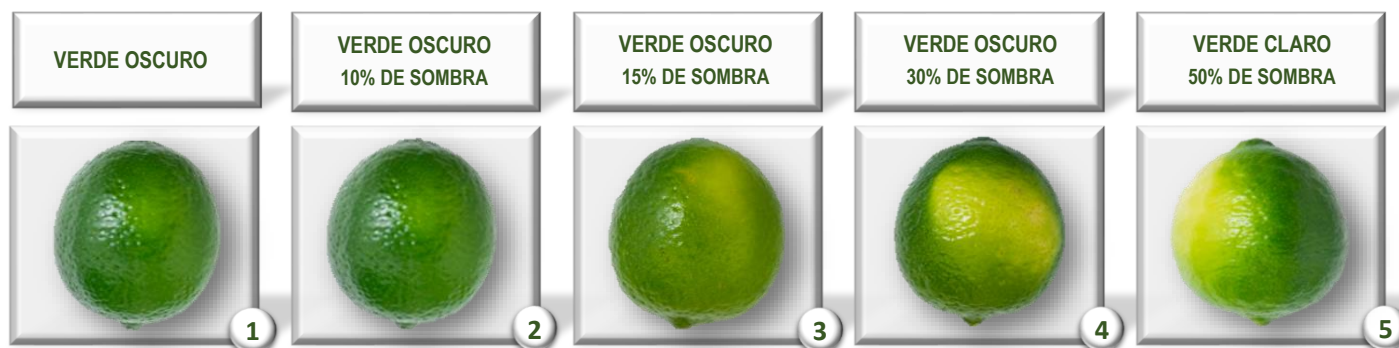 VERDE OSCURO
VERDE OSCURO
10% DE SOMBRA
VERDE OSCURO
15% DE SOMBRA
VERDE OSCURO
30% DE SOMBRA
VERDE CLARO
50% DE SOMBRA
1
2
3
4
5